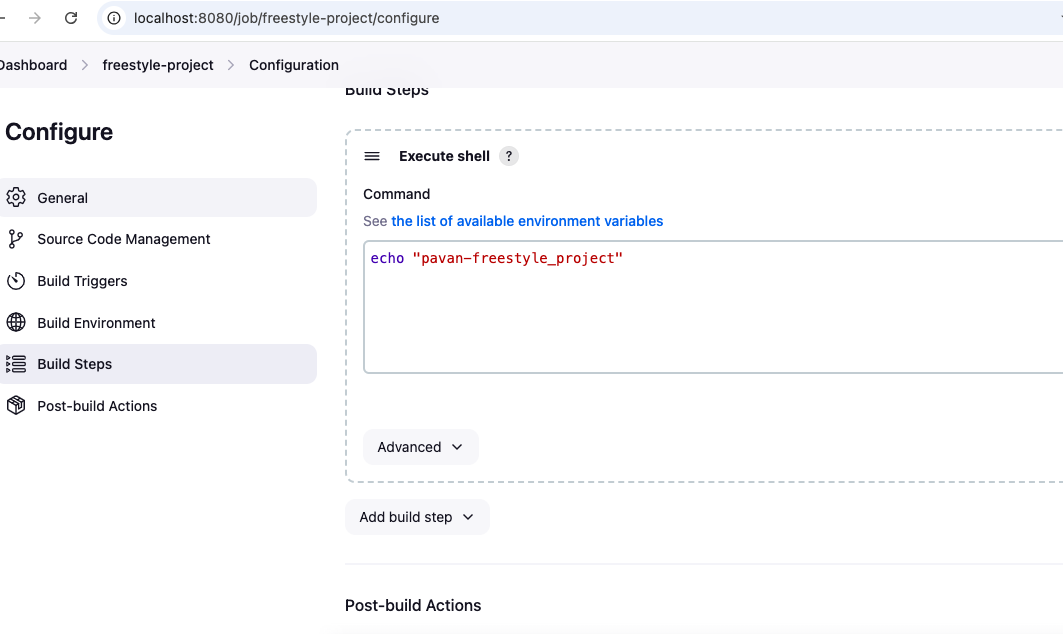 localhost:8080/job/freestyle-project/configure
Dashboard > freestyle-project > Configuration
Build Steps
Configure
General
Source Code Management
Build Triggers
Build Environment
Build Steps
Post-build Actions
Execute shell ?
Command
See the list of available environment variables
echo "pavan-freestyle_project"
Advanced
Add build step
Post-build Actions